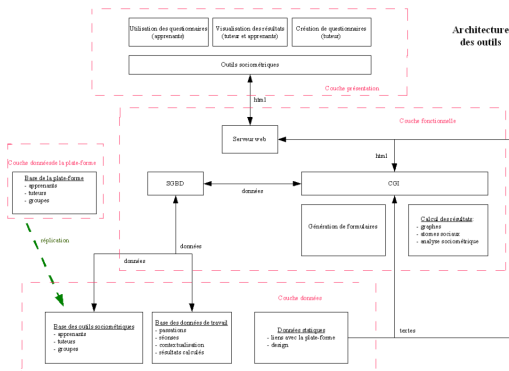 Architecture
des outils
Utilisation des questionnaires
(apprenants)
Visualisation des résultats
(tuteur et apprenants)
Création de questionnaires
(tuteur)
Outils sociométriques
Couche présentation
html
Couche fonctionnelle
Serveur web
html
Couche données de la plate-forme
Base de la plate-forme
- apprenants
- tuteurs
- groupes
SGBD
données
CGI
Génération de formulaires
Calcul des résultats
- graphes
- atomes sociaux
- analyse sociométrique
réplication
données
données
Couche données
Base des outils sociométriques
- apprenants
- tuteurs
- groupes
Base des données de travail
- passations
- réonses
- contextualisation
- résultats calculés
Données statiques
- liens avec la plate-forme
- design
textes